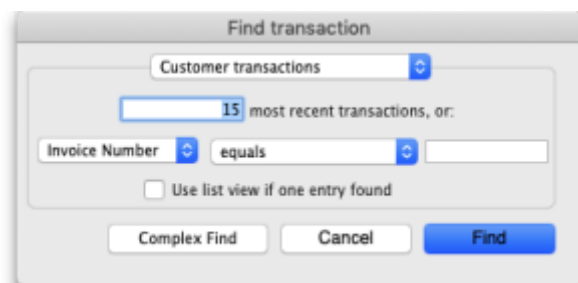 Find transaction
Customer transactions
15 most recent transactions, or:
Invoice Number equals
Use list view if one entry found
Complex Find Cancel Find